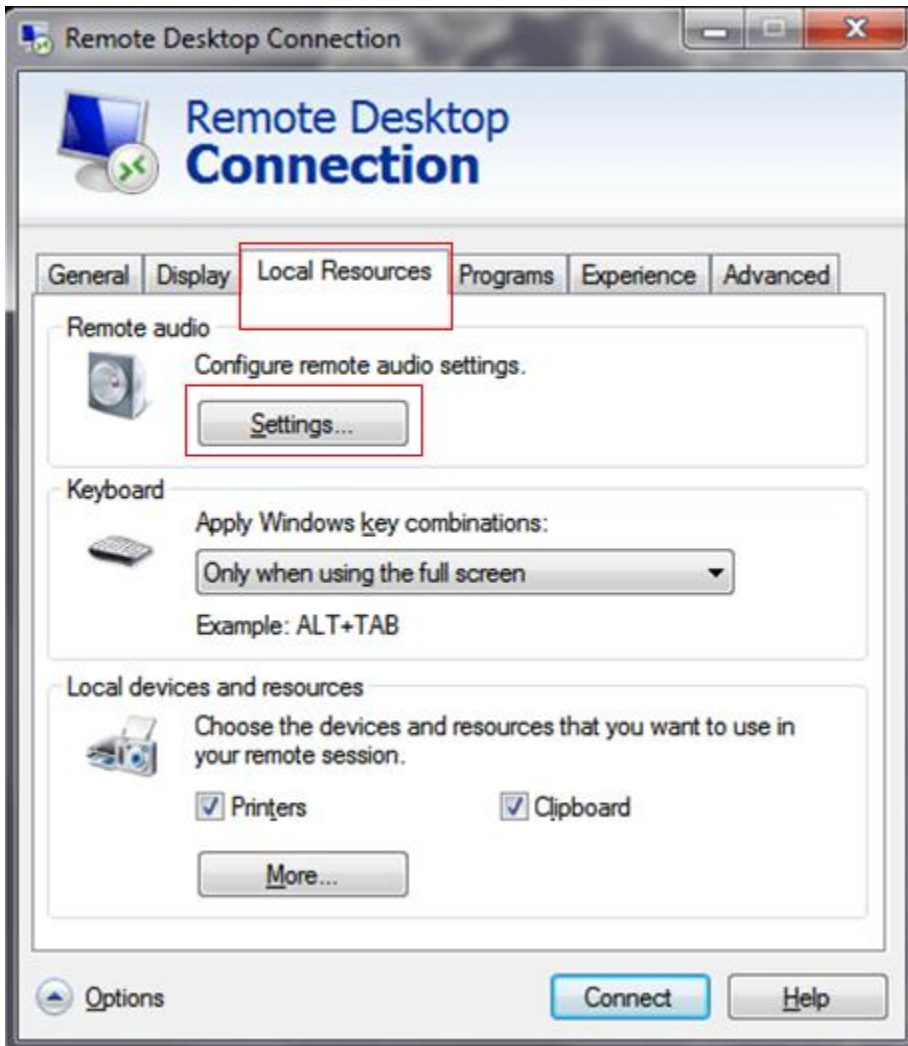 Remote Desktop Connection
Remote Desktop
Connection
General Display Local Resources Programs Experience Advanced
Remote audio
Configure remote audio settings.
Settings...
Keyboard
Apply Windows key combinations:
Only when using the full screen
Example: ALT+TAB
Local devices and resources
Choose the devices and resources that you want to use in
your remote session.
Printers Clipboard
More...
Options Connect Help